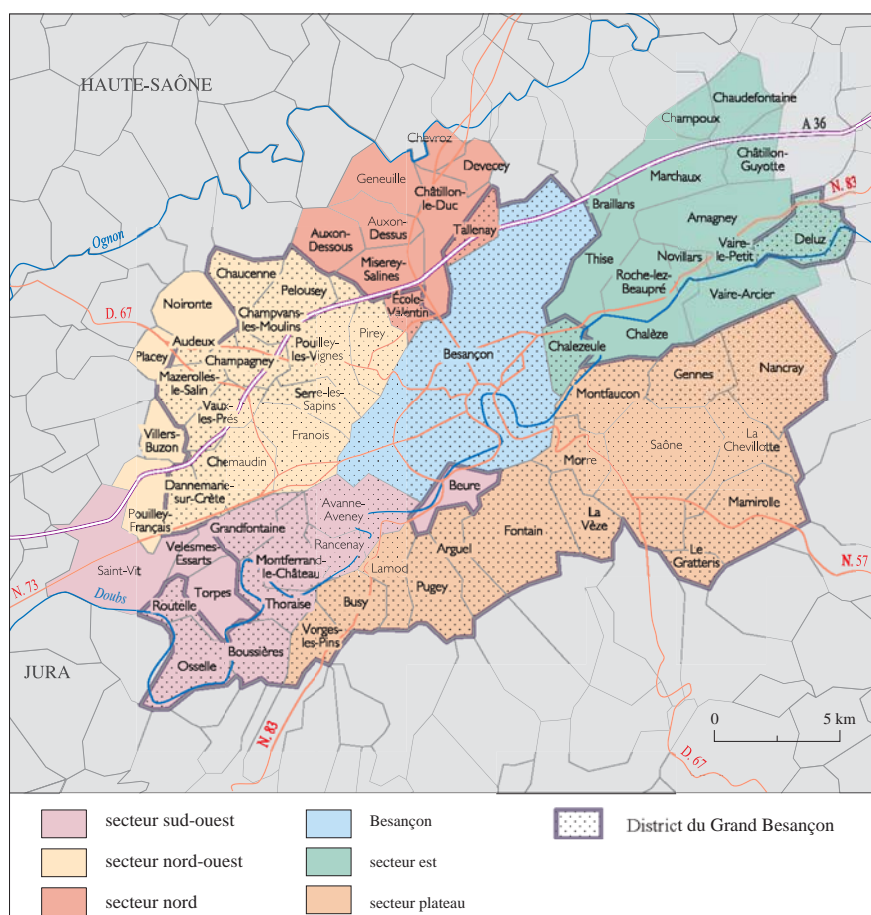 HAUTE-SAÔNE
Chaudefontaine
Champoux
A 36
Chevroz
Devecey
Châtillon-
Guyotte
Geneuille
Châtillon-
le-Duc
Marchaux
N. 83
Braillans
Auxon-
Dessous
Auxon-
Dessus
Tallenay
Amagney
Ognon
Vaire-
le-Petit
Deluz
Miserey-
Salines
Thise
Novillars
Chaucenne
Roche-lez-
Beaupré
Pelousey
Vaire-Arcier
Noironte
École-
Valentin
D. 67
Champvans-
les-Moulins
Pirey
Chalèze
Audeux
Pouilley-
les-Vignes
Besançon
Chalezeule
Placey
Champagney
Gennes
Nancray
Mazerolles-
le-Salin
Serre-les-
Sapins
Montfaucon
Vaux-
les-Prés
Villers-
Buzon
Franois
Saône
La
Chevillotte
Chemaudin
Morre
Dannemarie-
sur-Crète
Beure
Pouilley-
Français
Avanne-
Aveney
La
Vèze
Mamirolle
Grandfontaine
Fontain
Rancenay
Velesmes-
Essarts
Arguel
Saint-Vit
Montferrand-
le-Château
Larnod
Le
Gratteris
N. 57
N. 73
Torpes
Pugey
Doubs
Thoraise
Busy
Routelle
Vorges-
les-Pins
Boussières
Osselle
JURA
N. 83
0 5 km
D. 67
secteur sud-ouest
Besançon
District du Grand Besançon
secteur nord-ouest
secteur est
secteur nord
secteur plateau